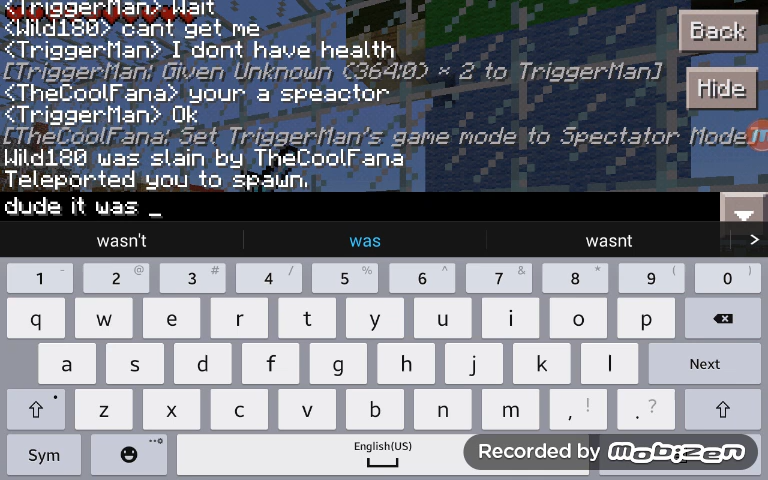 <TriggerMan> Wait
<Wild180> cant get me
<TriggerMan> I dont have health
[TriggerMan: Given Unknown (364:0) × 2 to TriggerMan]
<TheCoolFana> your a speactor
<TriggerMan> Ok
[TheCoolFana: Set TriggerMan's game mode to Spectator Mode]
Wild180 was slain by TheCoolFana
Teleported you to spawn.
dude it was _
Back
Hide
wasn't was wasnt >
1 - 2 @ 3 # 4 / 5 % 6 ^ 7 & 8 * 9 ( 0 )
q w e r t y u i o p
a s d f g h j k l Next
z x c v b n m , ! . ?
Sym English(US)
Recorded by mobizen